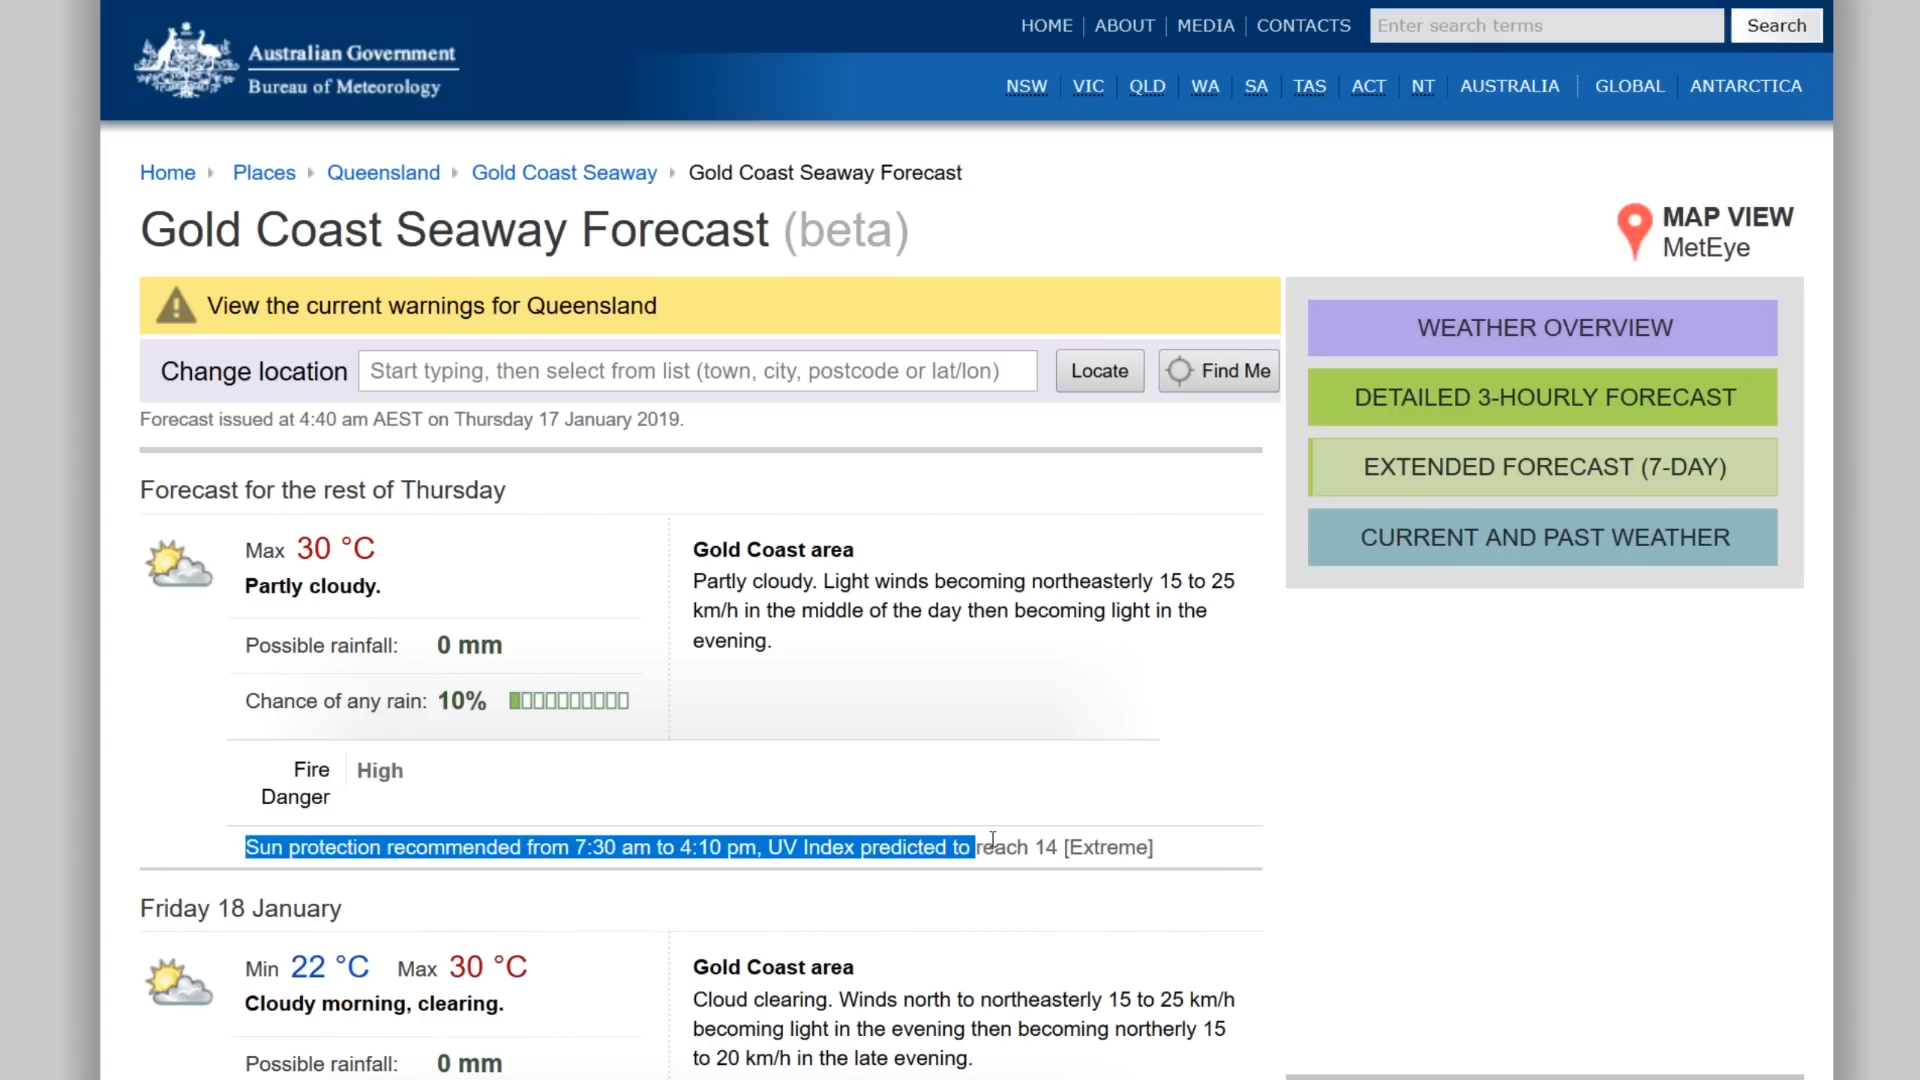 HOME ABOUT MEDIA CONTACTS Enter search terms Search
Australian Government
Bureau of Meteorology
NSW VIC QLD WA SA TAS ACT NT AUSTRALIA GLOBAL ANTARCTICA
Home Places Queensland Gold Coast Seaway Gold Coast Seaway Forecast
Gold Coast Seaway Forecast (beta)
MAP VIEW
MetEye
View the current warnings for Queensland
Change location Start typing, then select from list (town, city, postcode or lat/lon) Locate Find Me
Forecast issued at 4:40 am AEST on Thursday 17 January 2019.
WEATHER OVERVIEW
DETAILED 3-HOURLY FORECAST
EXTENDED FORECAST (7-DAY)
CURRENT AND PAST WEATHER
Forecast for the rest of Thursday
Max 30 °C
Partly cloudy.
Possible rainfall: 0 mm
Chance of any rain: 10%
Gold Coast area
Partly cloudy. Light winds becoming northeasterly 15 to 25
km/h in the middle of the day then becoming light in the
evening.
Fire
Danger
High
Sun protection recommended from 7:30 am to 4:10 pm, UV Index predicted to reach 14 [Extreme]
Friday 18 January
Min 22 °C Max 30 °C
Cloudy morning, clearing.
Possible rainfall: 0 mm
Gold Coast area
Cloud clearing. Winds north to northeasterly 15 to 25 km/h
becoming light in the evening then becoming northerly 15
to 20 km/h in the late evening.